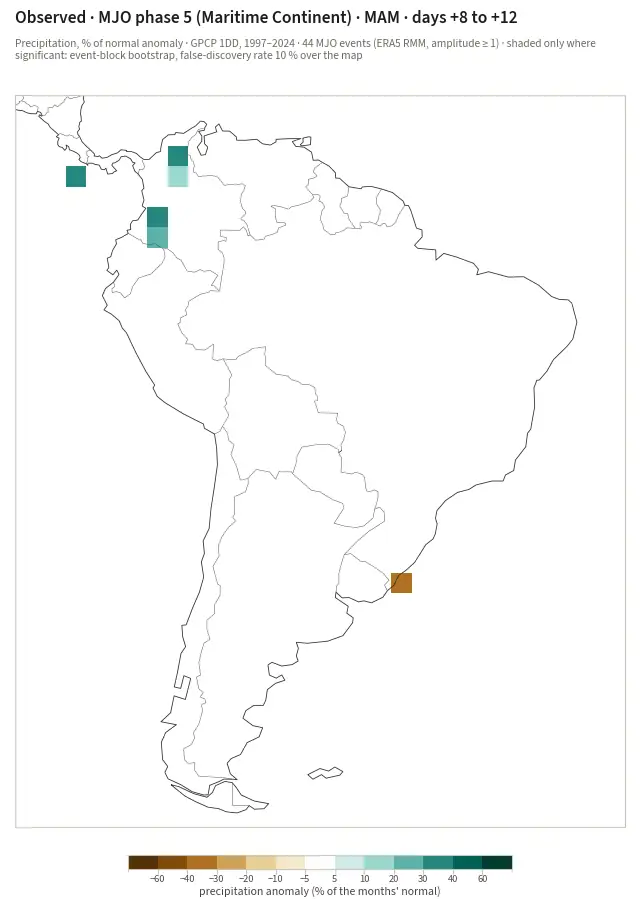 Observed · MJO phase 5 (Maritime Continent) · MAM · days +8 to +12
Precipitation, % of normal anomaly · GPCP 1DD, 1997–2024 · 44 MJO events (ERA5 RMM, amplitude ≥ 1) · shaded only where
significant: event-block bootstrap, false-discovery rate 10 % over the map
−60 −40 −30 −20 −10 −5 5 10 20 30 40 60
precipitation anomaly (% of the months' normal)